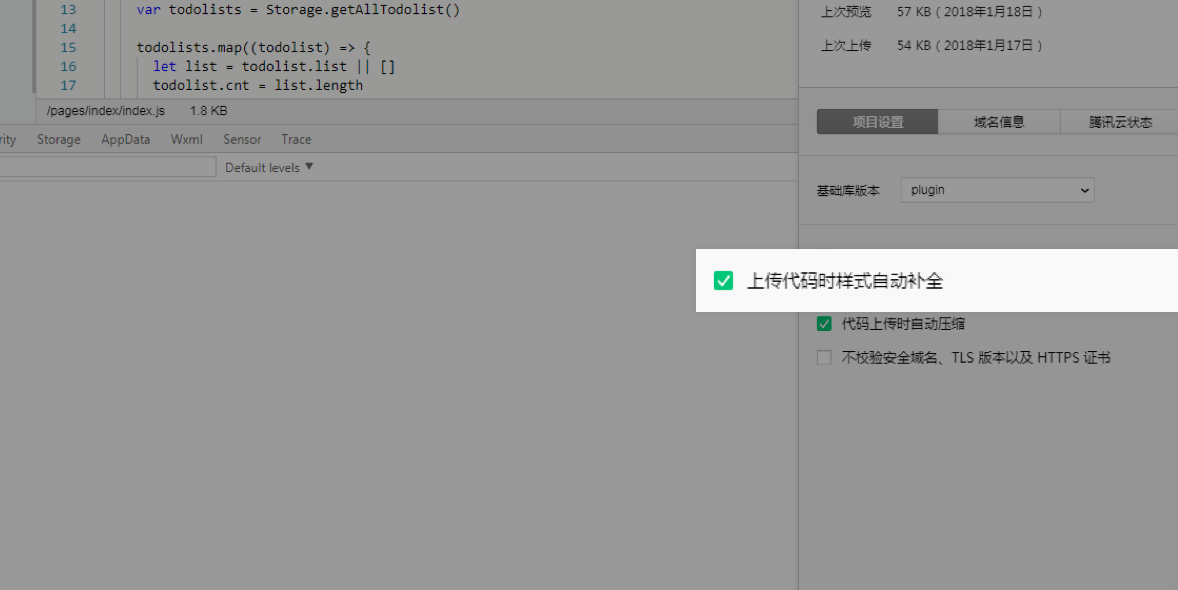 13 var todolists = Storage.getAllTodolist()
14
15 todolists.map((todolist) => {
16 let list = todolist.list || []
17 todolist.cnt = list.length
/pages/index/index.js 1.8 KB
rity Storage AppData Wxml Sensor Trace
Default levels ▼
上次预览 57 KB ( 2018年1月18日 )
上次上传 54 KB ( 2018年1月17日 )
项目设置 域名信息 腾讯云状态
基础库版本 plugin
上传代码时样式自动补全
代码上传时自动压缩
不校验安全域名、TLS 版本以及 HTTPS 证书